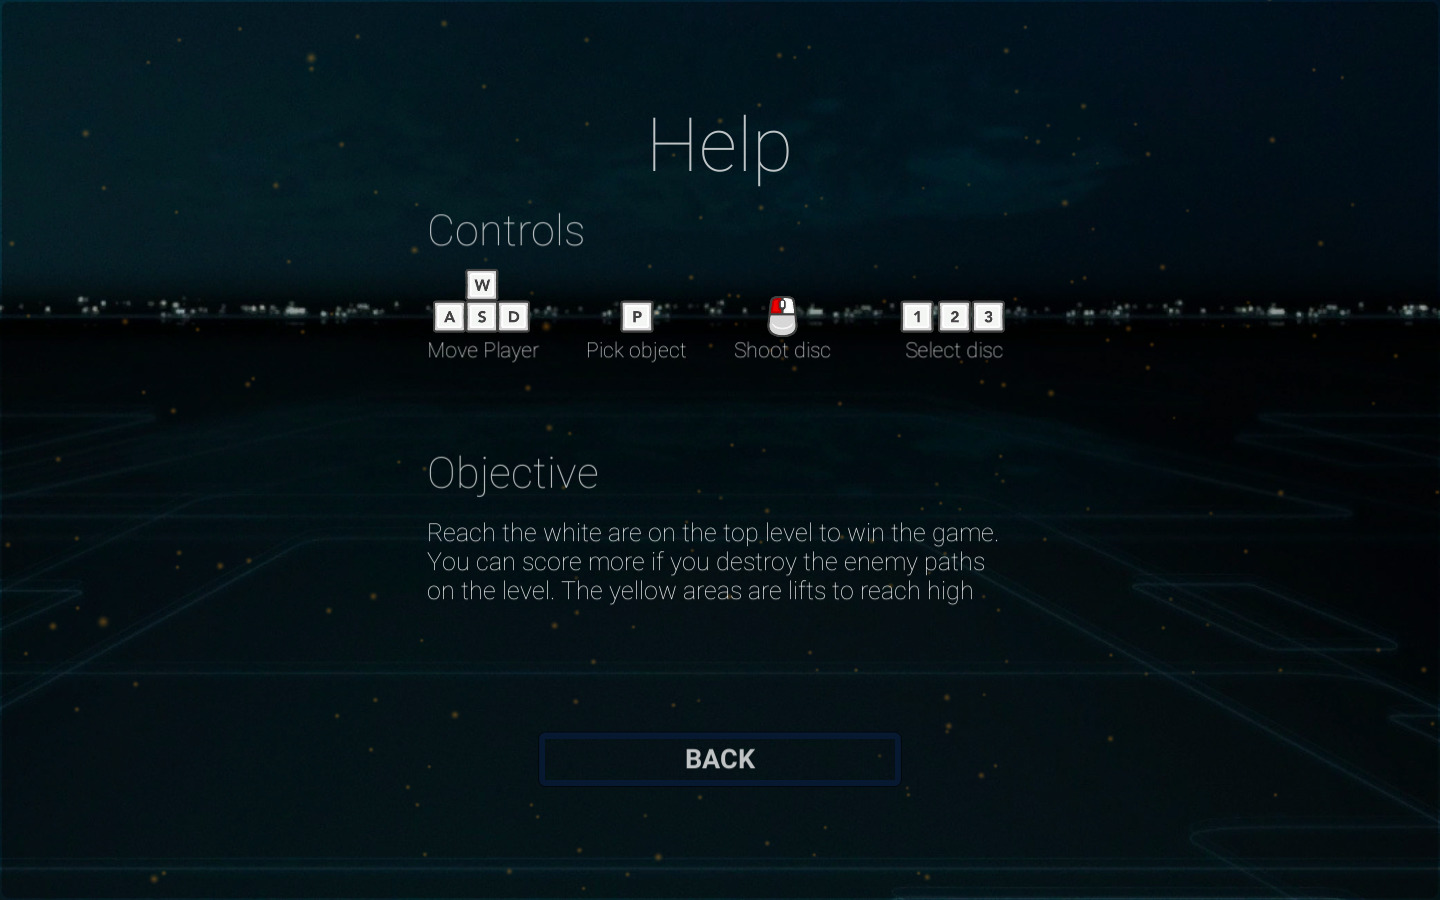 Help
Controls
W
A S D P 1 2 3
Move Player Pick object Shoot disc Select disc
Objective
Reach the white are on the top level to win the game.
You can score more if you destroy the enemy paths
on the level. The yellow areas are lifts to reach high
BACK